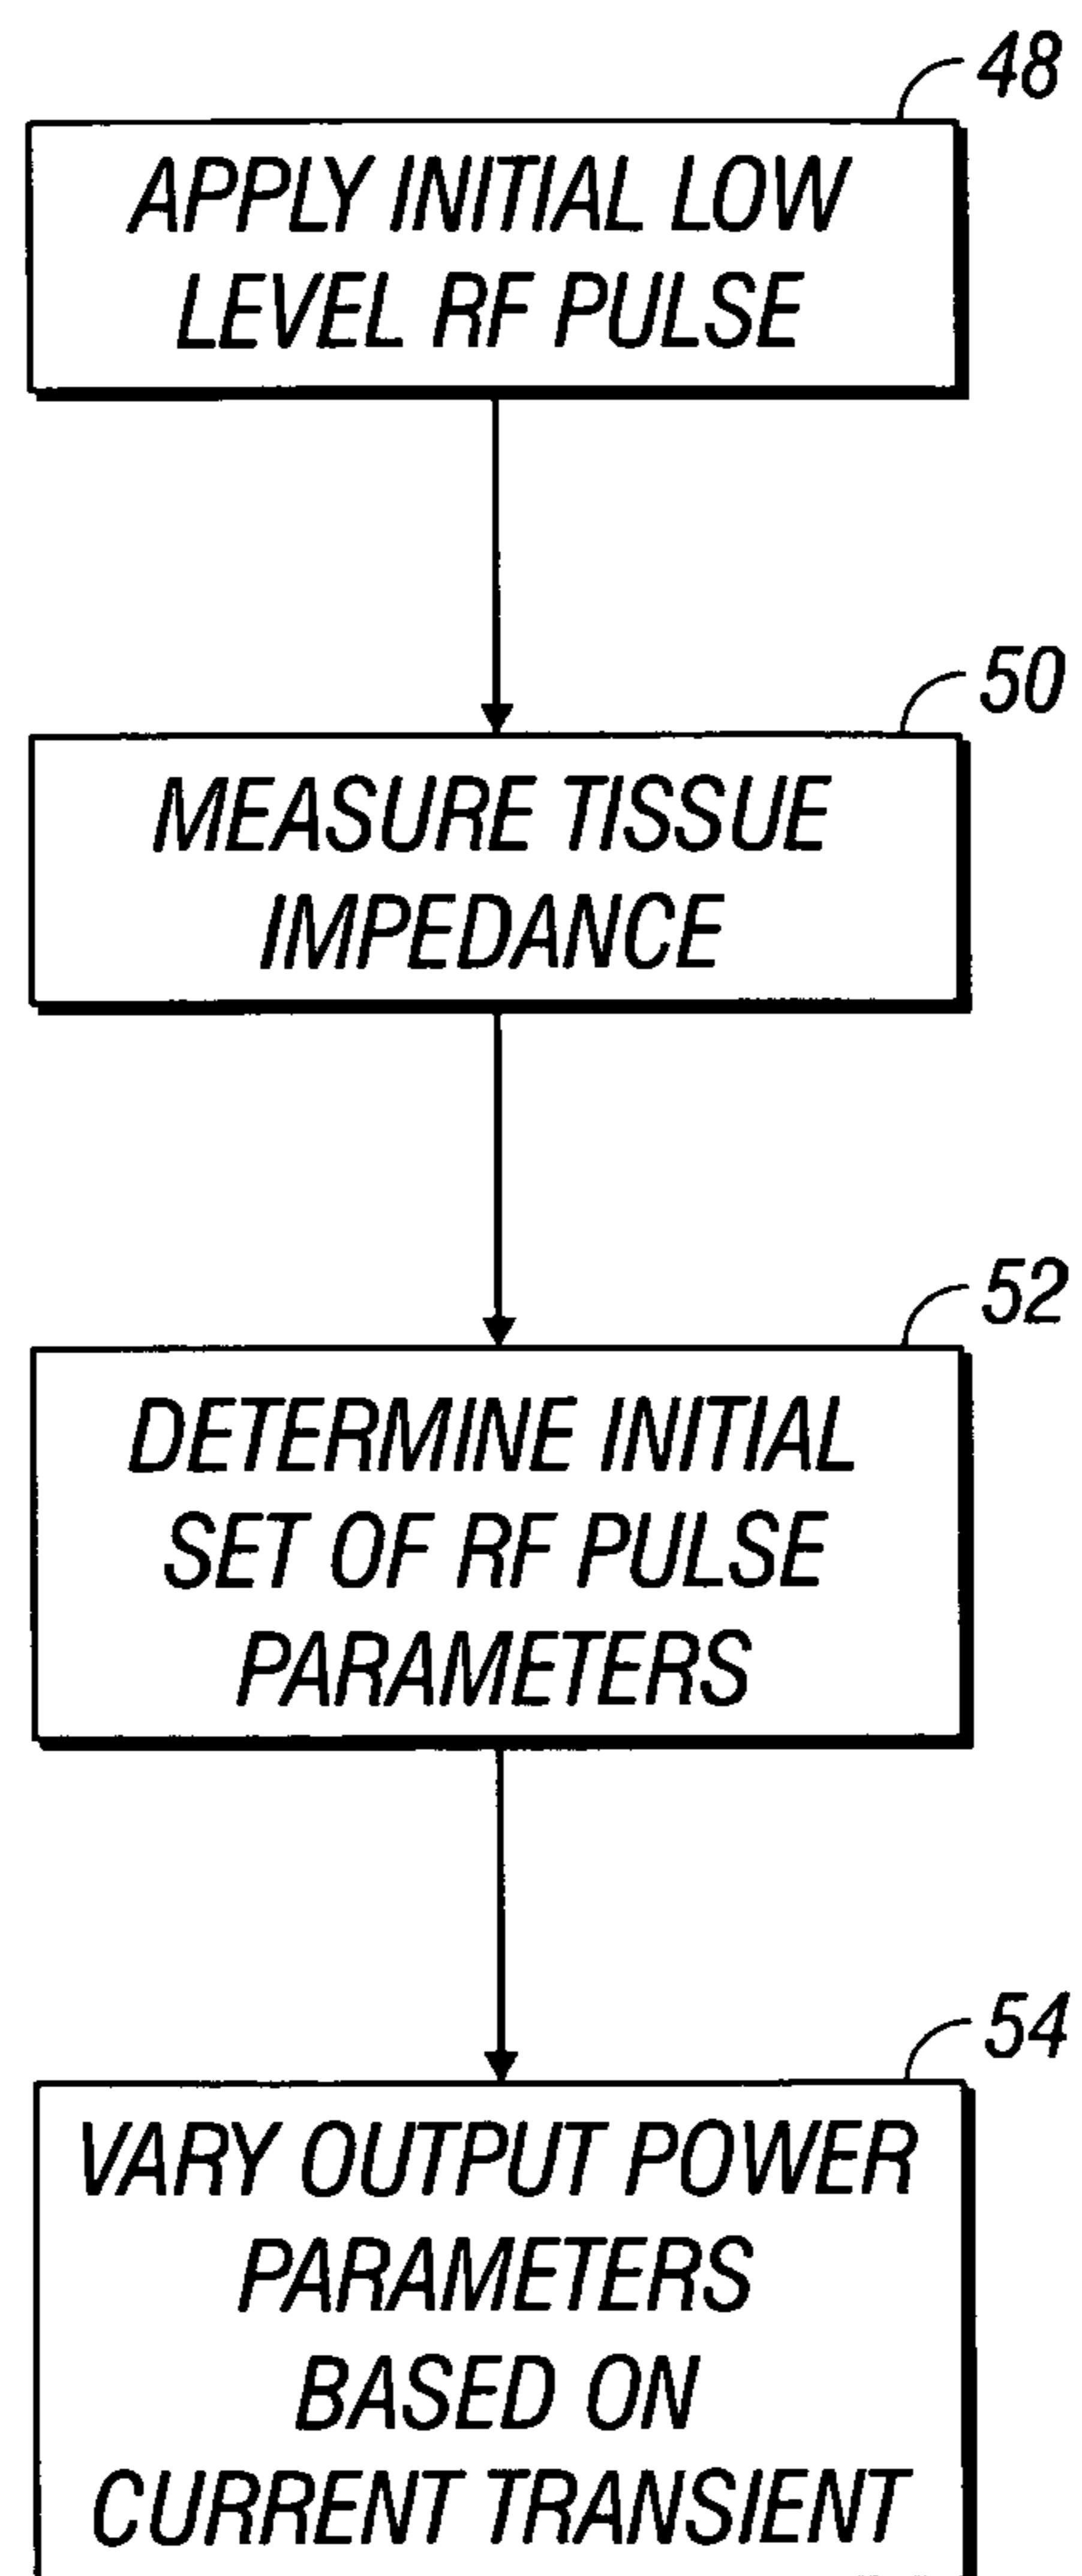 48
APPLY INITIAL LOW
LEVEL RF PULSE
50
MEASURE TISSUE
IMPEDANCE
52
DETERMINE INITIAL
SET OF RF PULSE
PARAMETERS
54
VARY OUTPUT POWER
PARAMETERS
BASED ON
CURRENT TRANSIENT